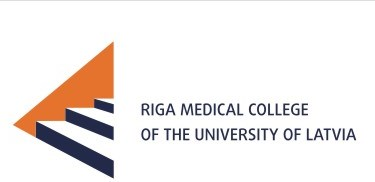 RIGA MEDICAL COLLEGE
OF THE UNIVERSITY OF LATVIA